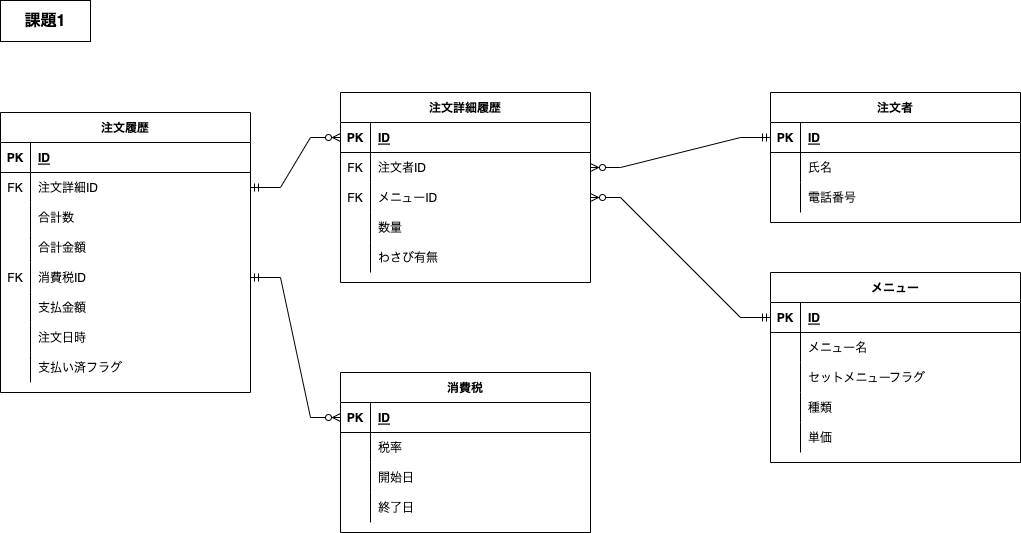 課題1
注文履歴
PK ID
FK 注文詳細ID
合計数
合計金額
FK 消費税ID
支払金額
注文日時
支払い済フラグ
注文詳細履歴
PK ID
FK 注文者ID
FK メニューID
数量
わさび有無
消費税
PK ID
税率
開始日
終了日
注文者
PK ID
氏名
電話番号
メニュー
PK ID
メニュー名
セットメニューフラグ
種類
単価